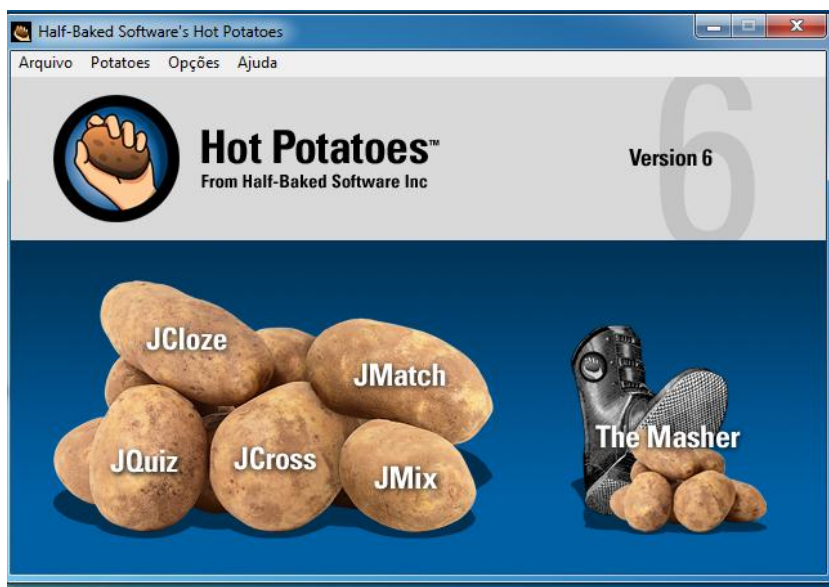 Half-Baked Software's Hot Potatoes
Arquivo Potatoes Opções Ajuda
Hot Potatoes™
From Half-Baked Software Inc
Version 6
6
JCloze
JMatch
The Masher
JQuiz
JCross
JMix